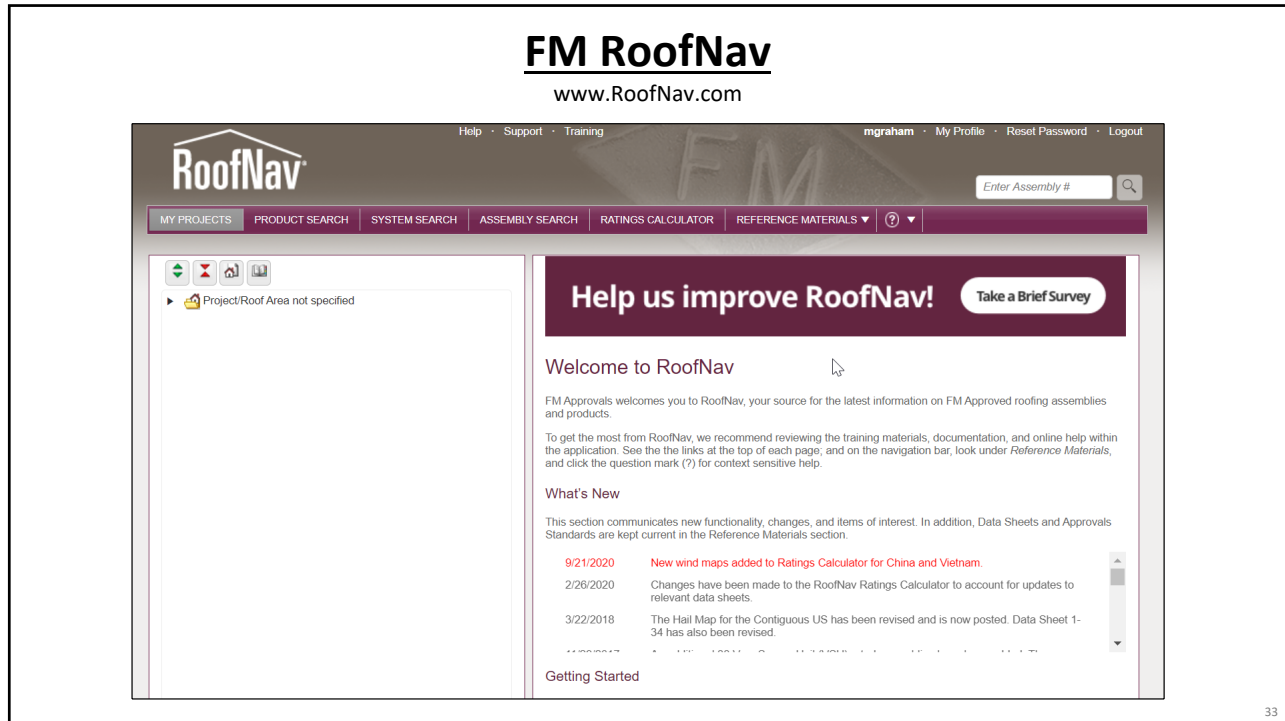 FM RoofNav
www.RoofNav.com
Help · Support · Training
mgraham · My Profile · Reset Password · Logout
RoofNav
FM
Enter Assembly #
MY PROJECTS PRODUCT SEARCH SYSTEM SEARCH ASSEMBLY SEARCH RATINGS CALCULATOR REFERENCE MATERIALS ▼ ? ▼
Project/Roof Area not specified
Help us improve RoofNav!
Take a Brief Survey
Welcome to RoofNav
FM Approvals welcomes you to RoofNav, your source for the latest information on FM Approved roofing assemblies
and products.
To get the most from RoofNav, we recommend reviewing the training materials, documentation, and online help within
the application. See the the links at the top of each page; and on the navigation bar, look under Reference Materials,
and click the question mark (?) for context sensitive help.
What's New
This section communicates new functionality, changes, and items of interest. In addition, Data Sheets and Approvals
Standards are kept current in the Reference Materials section.
9/21/2020 New wind maps added to Ratings Calculator for China and Vietnam.
2/26/2020 Changes have been made to the RoofNav Ratings Calculator to account for updates to
relevant data sheets.
3/22/2018 The Hail Map for the Contiguous US has been revised and is now posted. Data Sheet 1-
34 has also been revised.
Getting Started
33